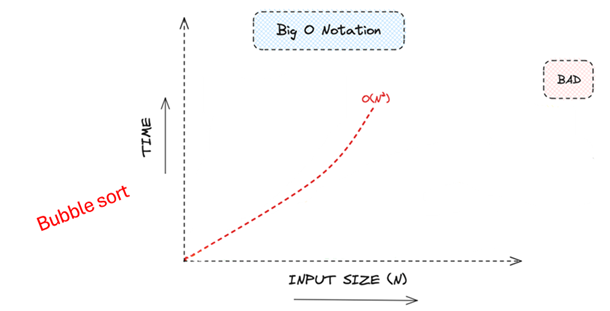 Big O Notation
BAD
O(N²)
TIME
Bubble sort
INPUT SIZE (N)